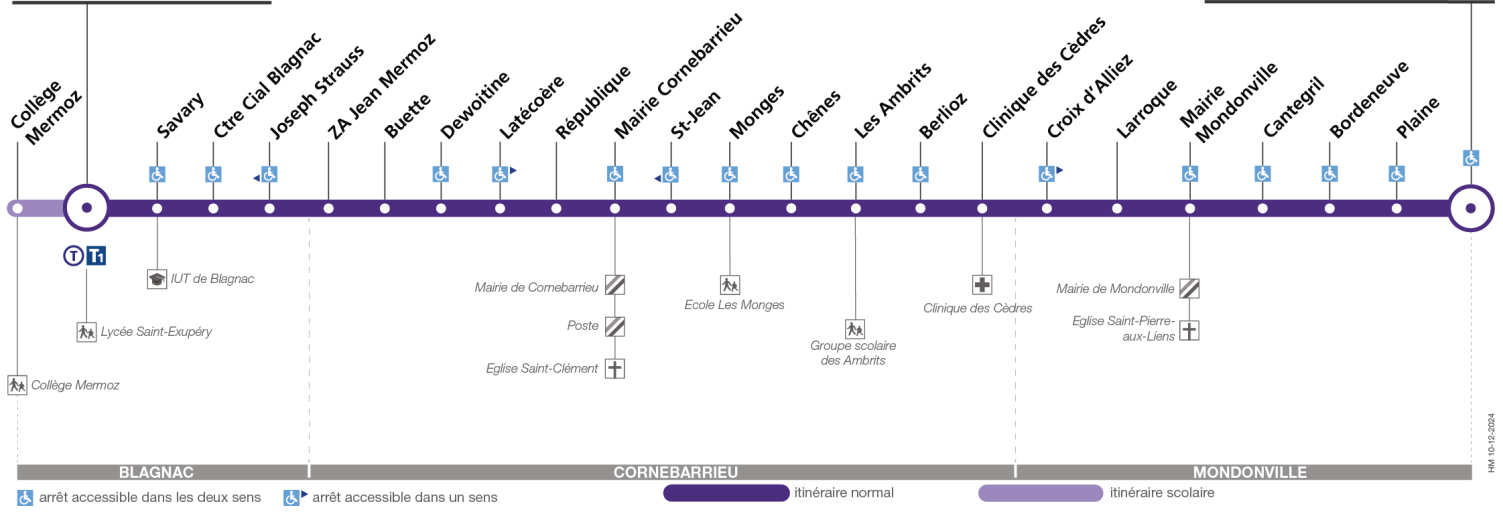 Collège
Mermoz
Savary
Ctre Cial Blagnac
Joseph Strauss
ZA Jean Mermoz
Buette
Dewoitine
Latécoère
République
Mairie Cornebarrieu
St-Jean
Monges
Chênes
Les Ambrits
Berlioz
Clinique des Cèdres
Croix d'Alliez
Larroque
Mairie
Mondonville
Cantegril
Bordeneuve
Plaine
T T1
IUT de Blagnac
Lycée Saint-Exupéry
Collège Mermoz
Mairie de Cornebarrieu
Poste
Eglise Saint-Clément
Ecole Les Monges
Groupe scolaire
des Ambrits
Clinique des Cèdres
Mairie de Mondonville
Eglise Saint-Pierre-
aux-Liens
HM 10-12-2024
BLAGNAC
CORNEBARRIEU
MONDONVILLE
arrêt accessible dans les deux sens
arrêt accessible dans un sens
itinéraire normal
itinéraire scolaire